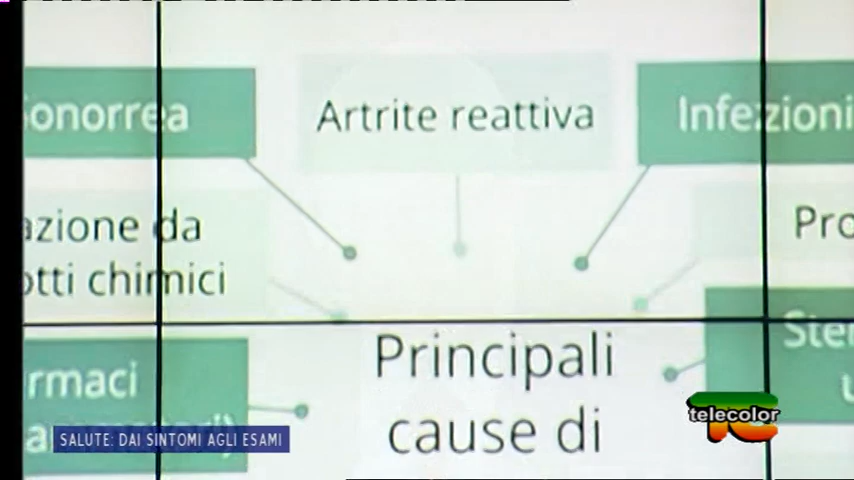 onorrea
Artrite reattiva
Infezioni
azione da
otti chimici
Pro
Principali
cause di
Ste
rmaci
SALUTE: DAI SINTOMI AGLI ESAMI
telecolor